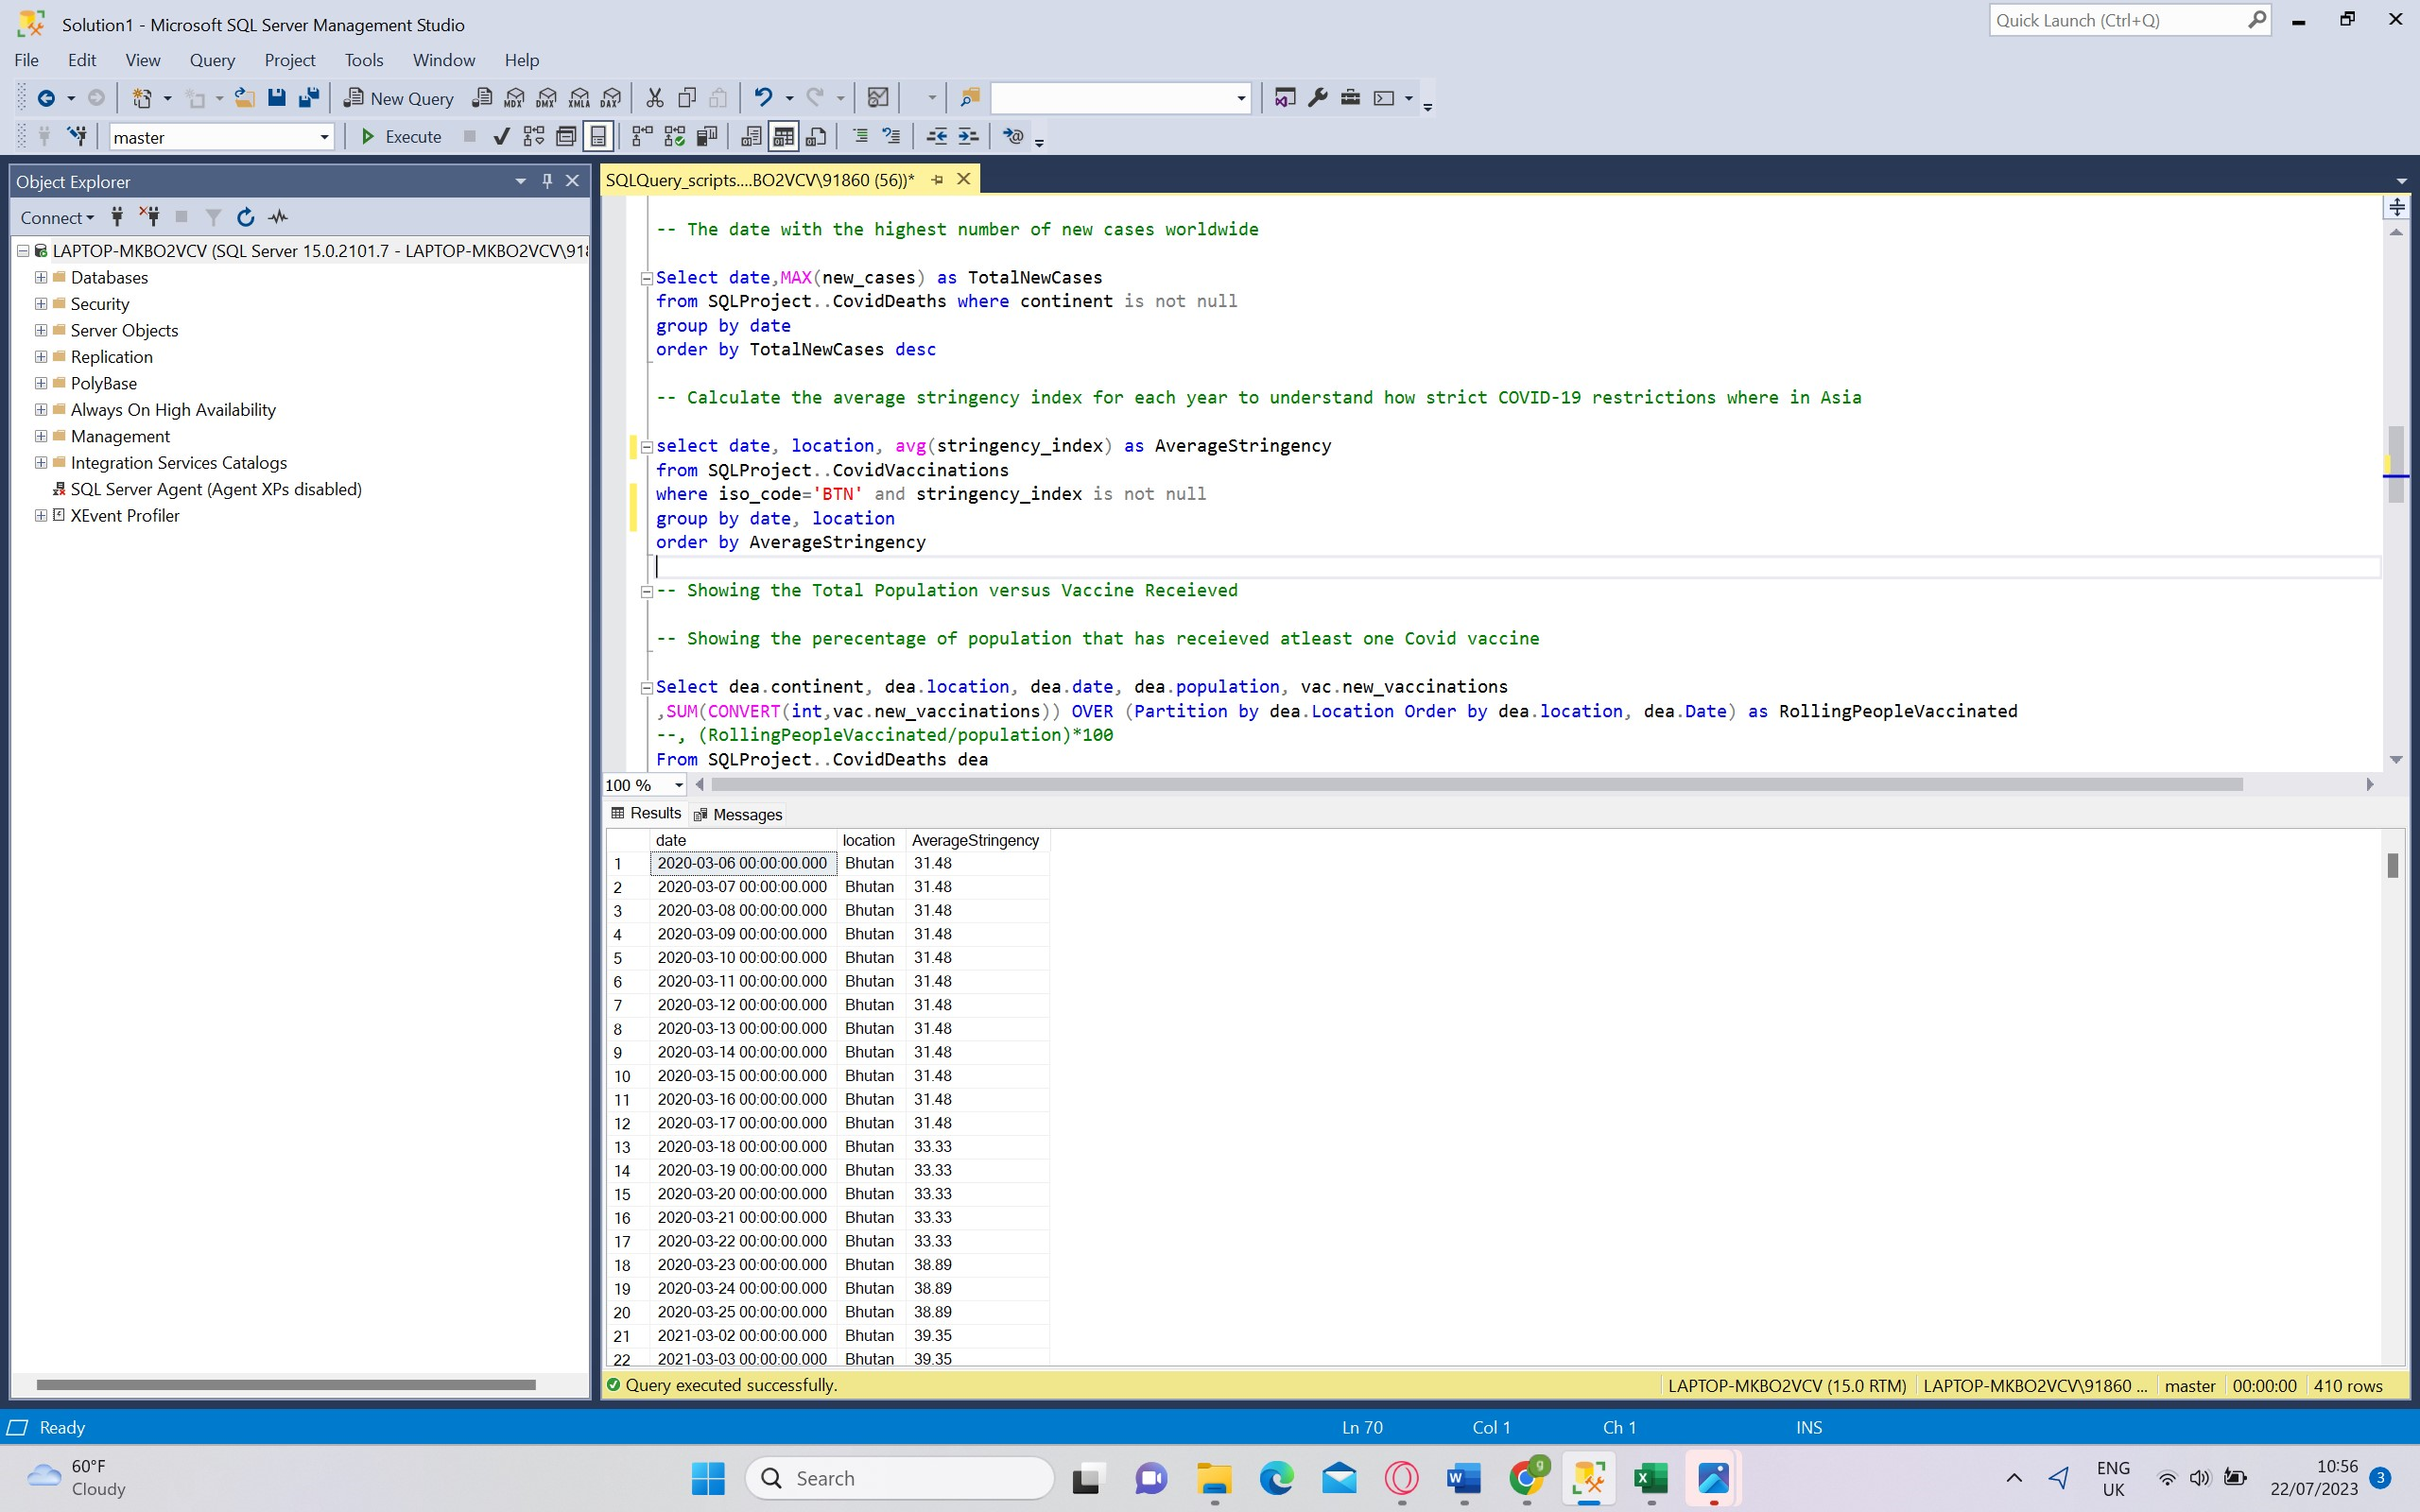 Solution1 - Microsoft SQL Server Management Studio
Quick Launch (Ctrl+Q)
File Edit View Query Project Tools Window Help
New Query MDX DMX XMLA DAX
master Execute
Object Explorer
SQLQuery_scripts....BO2VCV\91860 (56))*
Connect
LAPTOP-MKBO2VCV (SQL Server 15.0.2101.7 - LAPTOP-MKBO2VCV\918
Databases
Security
Server Objects
Replication
PolyBase
Always On High Availability
Management
Integration Services Catalogs
SQL Server Agent (Agent XPs disabled)
XEvent Profiler
-- The date with the highest number of new cases worldwide
Select date,MAX(new_cases) as TotalNewCases
from SQLProject..CovidDeaths where continent is not null
group by date
order by TotalNewCases desc
-- Calculate the average stringency index for each year to understand how strict COVID-19 restrictions where in Asia
select date, location, avg(stringency_index) as AverageStringency
from SQLProject..CovidVaccinations
where iso_code='BTN' and stringency_index is not null
group by date, location
order by AverageStringency
-- Showing the Total Population versus Vaccine Receieved
-- Showing the perecentage of population that has receieved atleast one Covid vaccine
Select dea.continent, dea.location, dea.date, dea.population, vac.new_vaccinations
,SUM(CONVERT(int,vac.new_vaccinations)) OVER (Partition by dea.Location Order by dea.location, dea.Date) as RollingPeopleVaccinated
--, (RollingPeopleVaccinated/population)*100
From SQLProject..CovidDeaths dea
100 %
Results Messages
date location AverageStringency
1 2020-03-06 00:00:00.000 Bhutan 31.48
2 2020-03-07 00:00:00.000 Bhutan 31.48
3 2020-03-08 00:00:00.000 Bhutan 31.48
4 2020-03-09 00:00:00.000 Bhutan 31.48
5 2020-03-10 00:00:00.000 Bhutan 31.48
6 2020-03-11 00:00:00.000 Bhutan 31.48
7 2020-03-12 00:00:00.000 Bhutan 31.48
8 2020-03-13 00:00:00.000 Bhutan 31.48
9 2020-03-14 00:00:00.000 Bhutan 31.48
10 2020-03-15 00:00:00.000 Bhutan 31.48
11 2020-03-16 00:00:00.000 Bhutan 31.48
12 2020-03-17 00:00:00.000 Bhutan 31.48
13 2020-03-18 00:00:00.000 Bhutan 33.33
14 2020-03-19 00:00:00.000 Bhutan 33.33
15 2020-03-20 00:00:00.000 Bhutan 33.33
16 2020-03-21 00:00:00.000 Bhutan 33.33
17 2020-03-22 00:00:00.000 Bhutan 33.33
18 2020-03-23 00:00:00.000 Bhutan 38.89
19 2020-03-24 00:00:00.000 Bhutan 38.89
20 2020-03-25 00:00:00.000 Bhutan 38.89
21 2021-03-02 00:00:00.000 Bhutan 39.35
22 2021-03-03 00:00:00.000 Bhutan 39.35
Query executed successfully. LAPTOP-MKBO2VCV (15.0 RTM) LAPTOP-MKBO2VCV\91860 ... master 00:00:00 410 rows
Ready Ln 70 Col 1 Ch 1 INS
60°F
Cloudy
Search
ENG
UK
10:56
22/07/2023
3